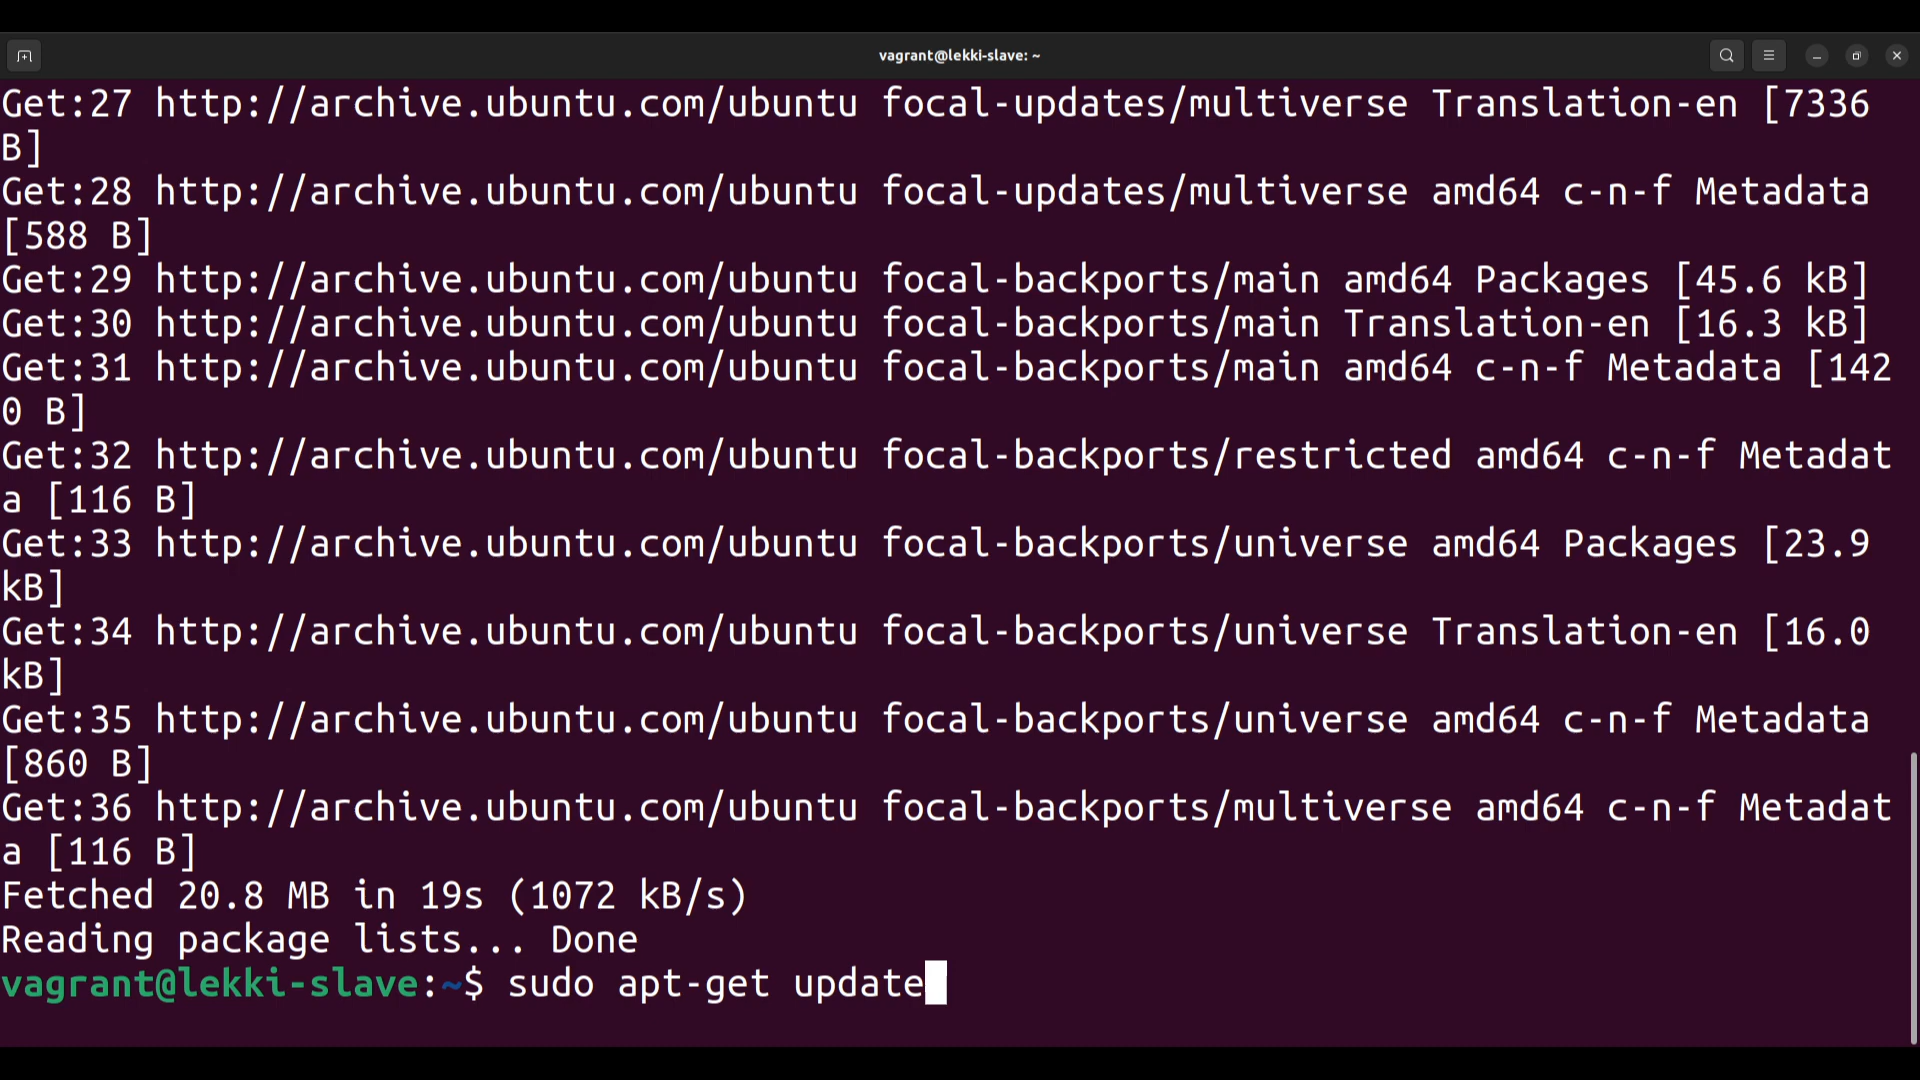 vagrant@lekki-slave: ~
Get:27 http://archive.ubuntu.com/ubuntu focal-updates/multiverse Translation-en [7336
B]
Get:28 http://archive.ubuntu.com/ubuntu focal-updates/multiverse amd64 c-n-f Metadata
[588 B]
Get:29 http://archive.ubuntu.com/ubuntu focal-backports/main amd64 Packages [45.6 kB]
Get:30 http://archive.ubuntu.com/ubuntu focal-backports/main Translation-en [16.3 kB]
Get:31 http://archive.ubuntu.com/ubuntu focal-backports/main amd64 c-n-f Metadata [142
0 B]
Get:32 http://archive.ubuntu.com/ubuntu focal-backports/restricted amd64 c-n-f Metadat
a [116 B]
Get:33 http://archive.ubuntu.com/ubuntu focal-backports/universe amd64 Packages [23.9
kB]
Get:34 http://archive.ubuntu.com/ubuntu focal-backports/universe Translation-en [16.0
kB]
Get:35 http://archive.ubuntu.com/ubuntu focal-backports/universe amd64 c-n-f Metadata
[860 B]
Get:36 http://archive.ubuntu.com/ubuntu focal-backports/multiverse amd64 c-n-f Metadat
a [116 B]
Fetched 20.8 MB in 19s (1072 kB/s)
Reading package lists... Done
vagrant@lekki-slave:~$ sudo apt-get update